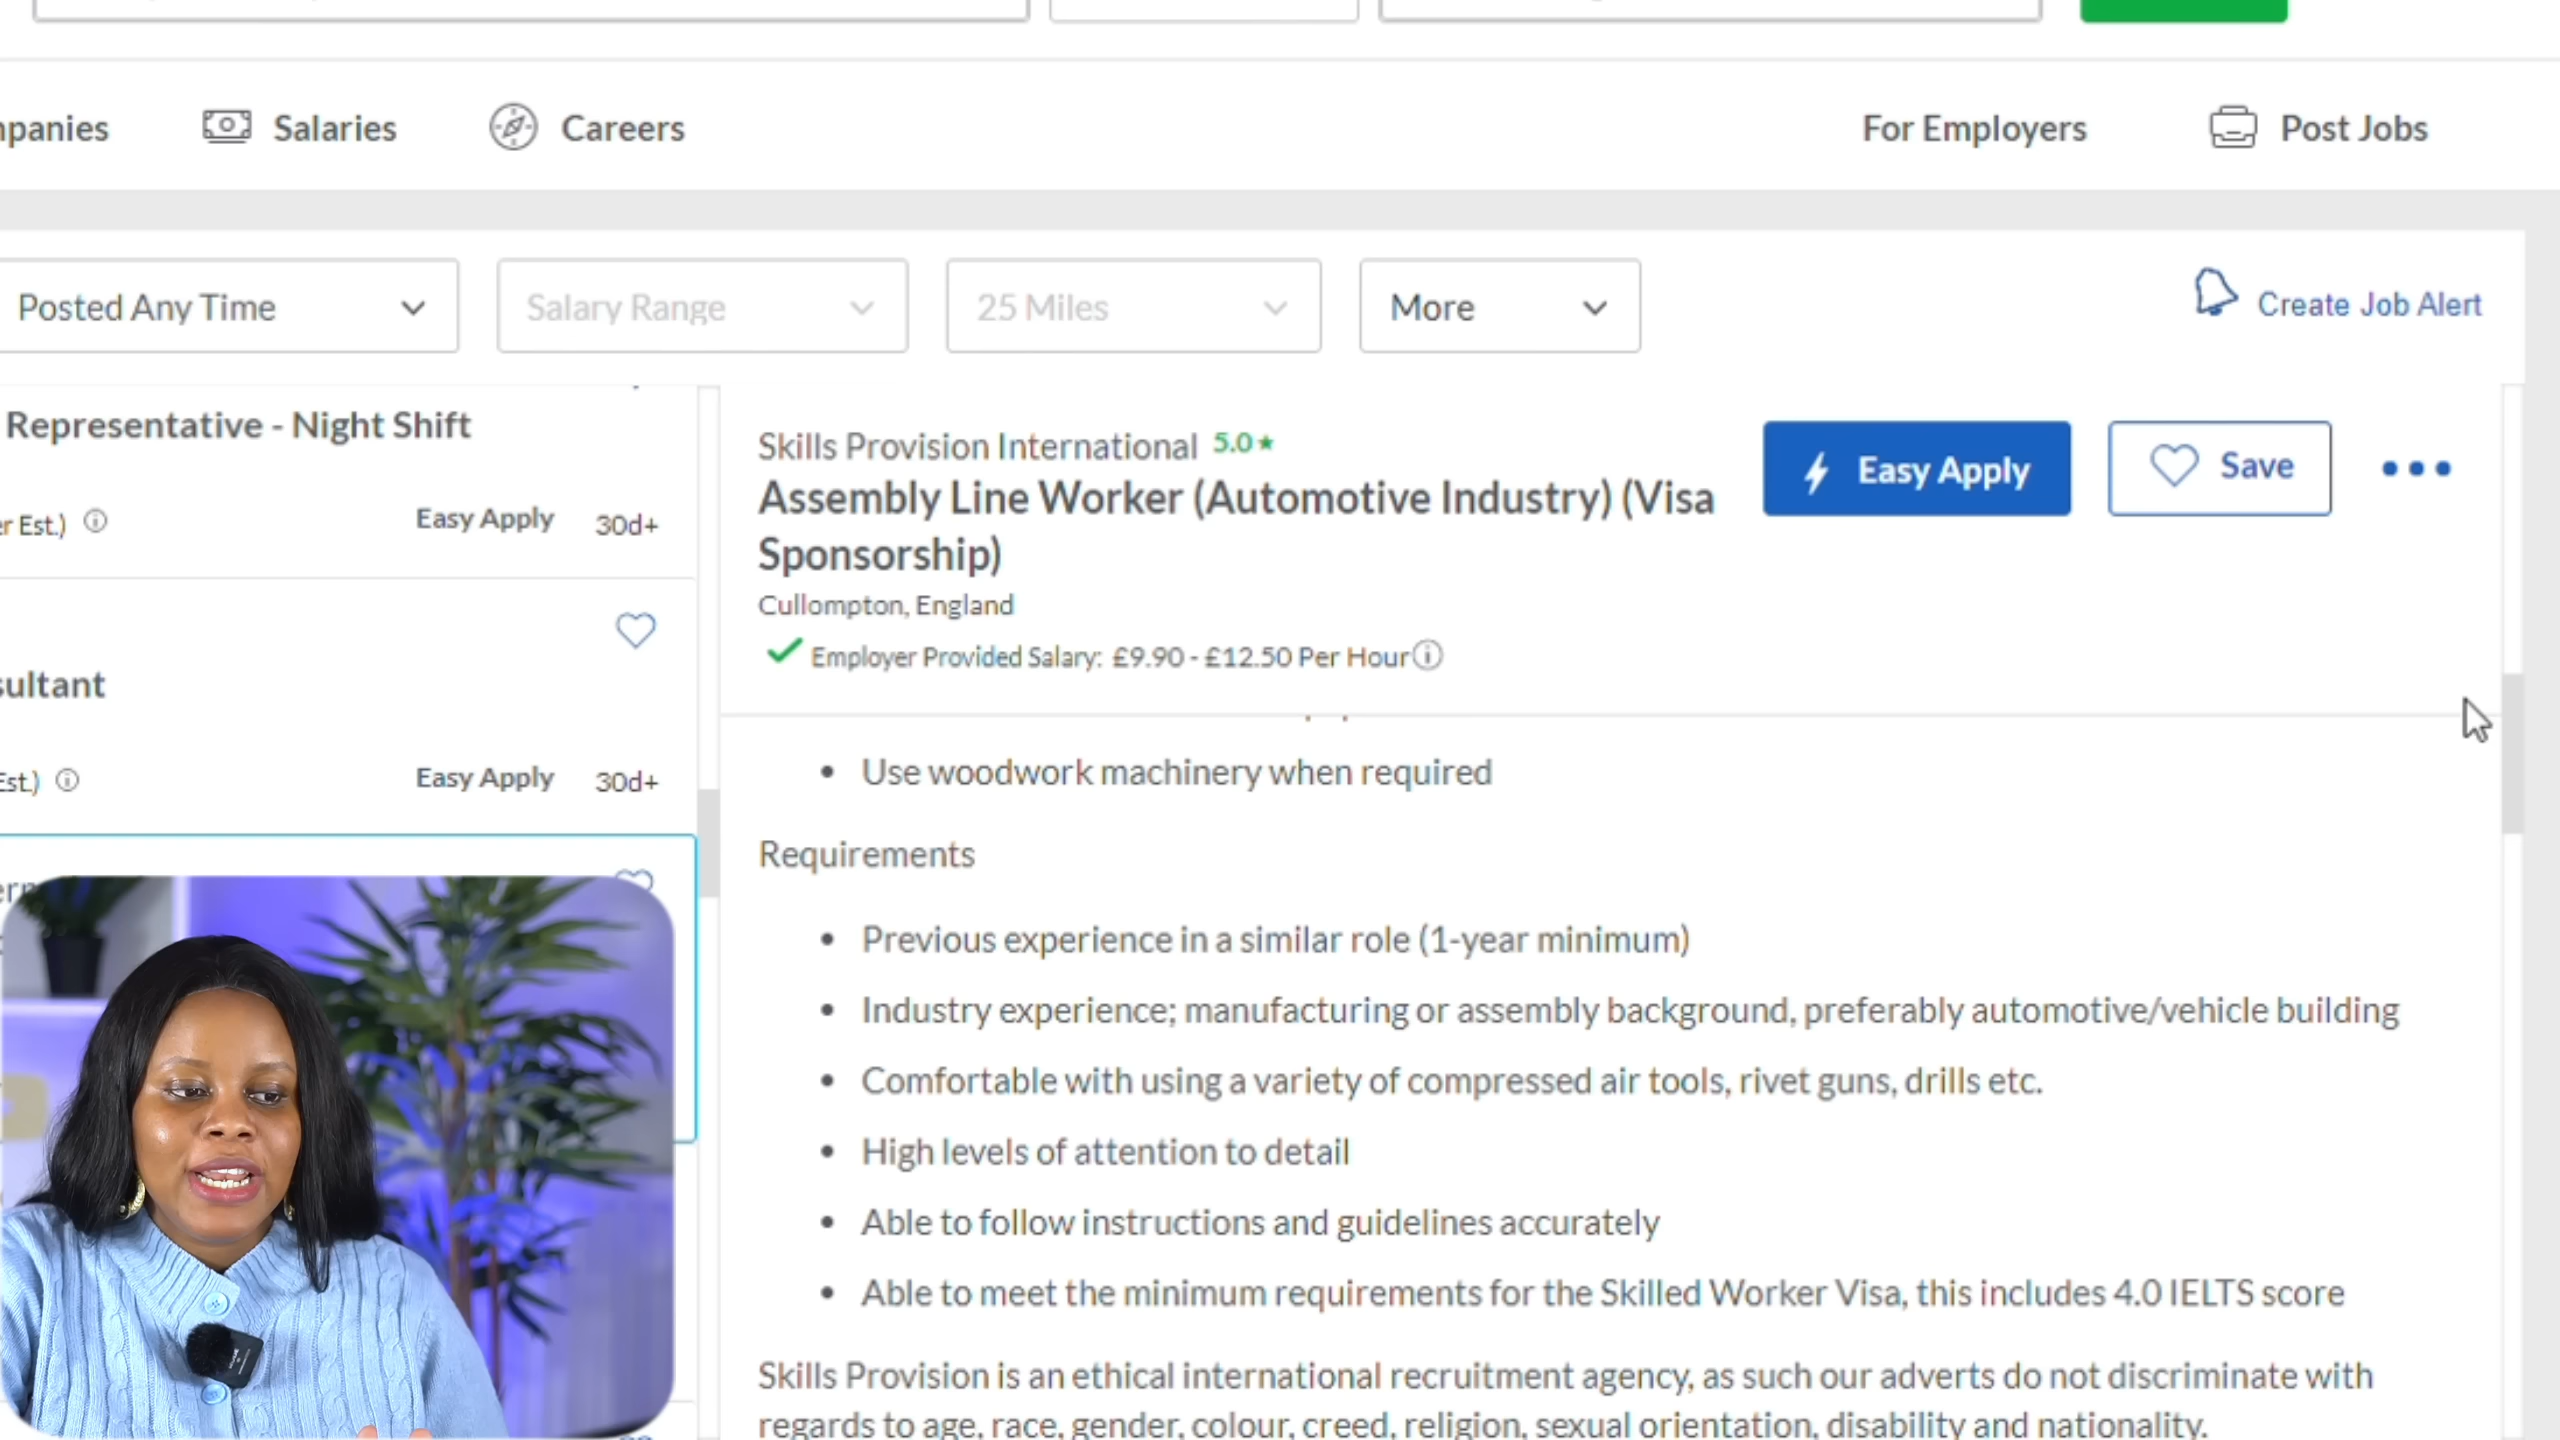 Salaries
Careers
For Employers
Post Jobs
Posted Any Time
Salary Range
25 Miles
More
Create Job Alert
Representative - Night Shift
Est.)
Easy Apply
30d+
Easy Apply
30d+
Skills Provision International 5.0★
Assembly Line Worker (Automotive Industry) (Visa
Sponsorship)
Cullompton, England
Employer Provided Salary: £9.90 - £12.50 Per Hour
Easy Apply
Save
• Use woodwork machinery when required
Requirements
• Previous experience in a similar role (1-year minimum)
• Industry experience; manufacturing or assembly background, preferably automotive/vehicle building
• Comfortable with using a variety of compressed air tools, rivet guns, drills etc.
• High levels of attention to detail
• Able to follow instructions and guidelines accurately
• Able to meet the minimum requirements for the Skilled Worker Visa, this includes 4.0 IELTS score
Skills Provision is an ethical international recruitment agency, as such our adverts do not discriminate with
regards to age, race, gender, colour, creed, religion, sexual orientation, disability and nationality.